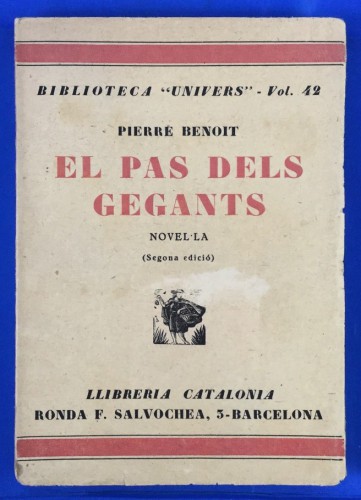 BIBLIOTECA "UNIVERS" - Vol. 42
PIERRE BENOIT
EL PAS DELS
GEGANTS
NOVEL·LA
(Segona edició)
LLIBRERIA CATALONIA
RONDA F. SALVOCHEA, 3-BARCELONA